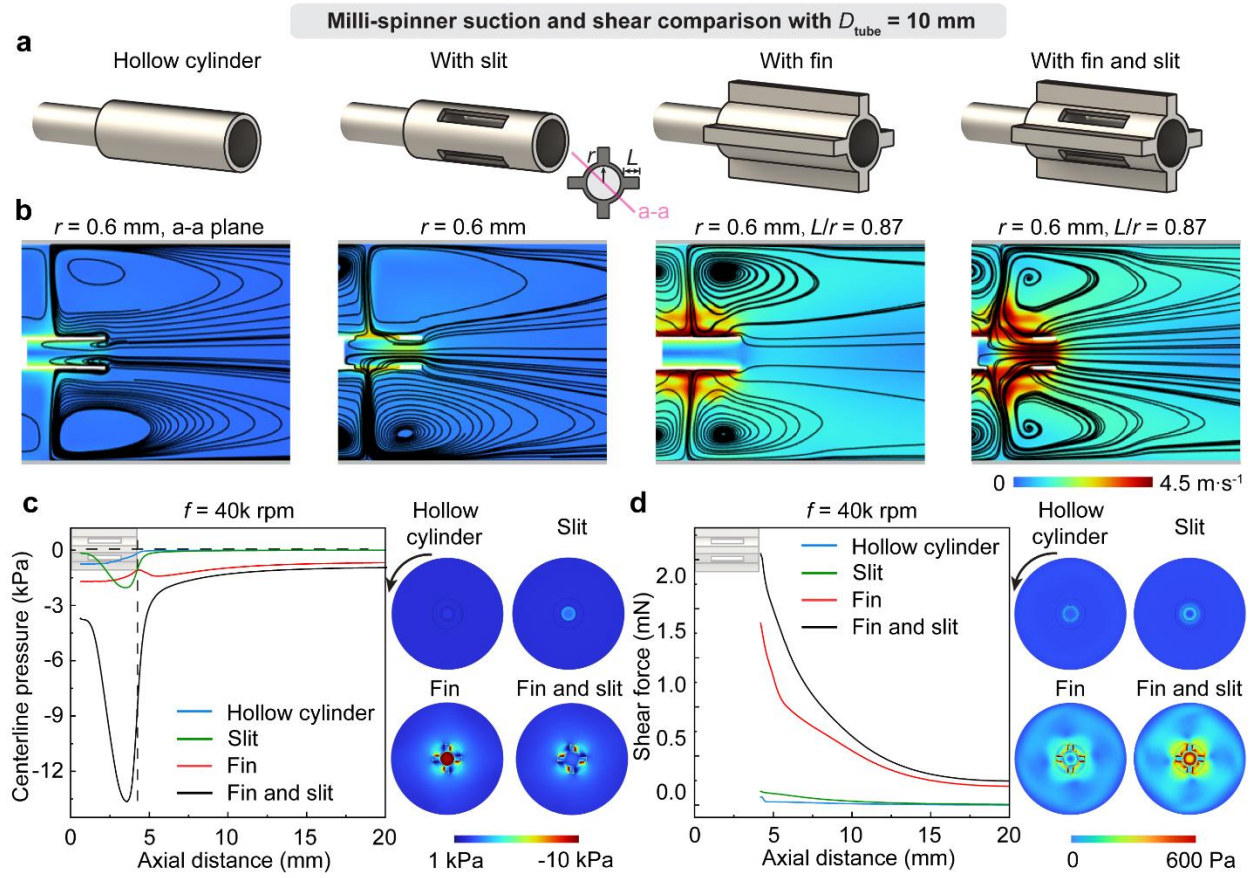 Milli-spinner suction and shear comparison with D_tube = 10 mm
a
Hollow cylinder
With slit
With fin
With fin and slit
r
L
a-a
b
r = 0.6 mm, a-a plane
r = 0.6 mm
r = 0.6 mm, L/r = 0.87
r = 0.6 mm, L/r = 0.87
0
4.5 m·s⁻¹
c
f = 40k rpm
Centerline pressure (kPa)
0
-3
-6
-9
-12
Hollow cylinder
Slit
Fin
Fin and slit
0
5
10
15
20
Axial distance (mm)
Hollow
cylinder
Slit
Fin
Fin and slit
1 kPa
-10 kPa
d
f = 40k rpm
Shear force (mN)
2.0
1.5
1.0
0.5
0.0
Hollow cylinder
Slit
Fin
Fin and slit
0
5
10
15
20
Axial distance (mm)
Hollow
cylinder
Slit
Fin
Fin and slit
0
600 Pa